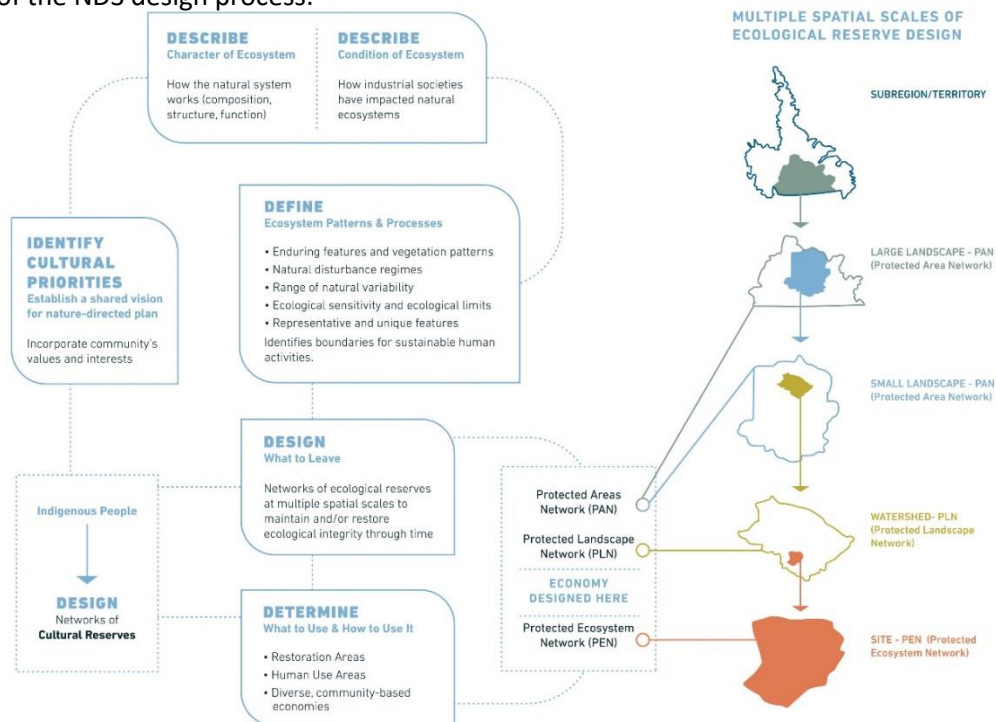 of the NDS design process.
DESCRIBE
Character of Ecosystem
How the natural system
works (composition,
structure, function)
DESCRIBE
Condition of Ecosystem
How industrial societies
have impacted natural
ecosystems
IDENTIFY
CULTURAL
PRIORITIES
Establish a shared vision
for nature-directed plan
Incorporate community's
values and interests
DEFINE
Ecosystem Patterns & Processes
• Enduring features and vegetation patterns
• Natural disturbance regimes
• Range of natural variability
• Ecological sensitivity and ecological limits
• Representative and unique features
Identifies boundaries for sustainable human
activities.
DESIGN
What to Leave
Networks of ecological reserves
at multiple spatial scales to
maintain and/or restore
ecological integrity through time
Indigenous People
DESIGN
Networks of
Cultural Reserves
DETERMINE
What to Use & How to Use It
• Restoration Areas
• Human Use Areas
• Diverse, community-based
economies
Protected Areas
Network (PAN)
Protected Landscape
Network (PLN)
ECONOMY
DESIGNED HERE
Protected Ecosystem
Network (PEN)
MULTIPLE SPATIAL SCALES OF
ECOLOGICAL RESERVE DESIGN
SUBREGION/TERRITORY
LARGE LANDSCAPE - PAN
(Protected Area Network)
SMALL LANDSCAPE - PAN
(Protected Area Network)
WATERSHED- PLN
(Protected Landscape
Network)
SITE - PEN (Protected
Ecosystem Network)